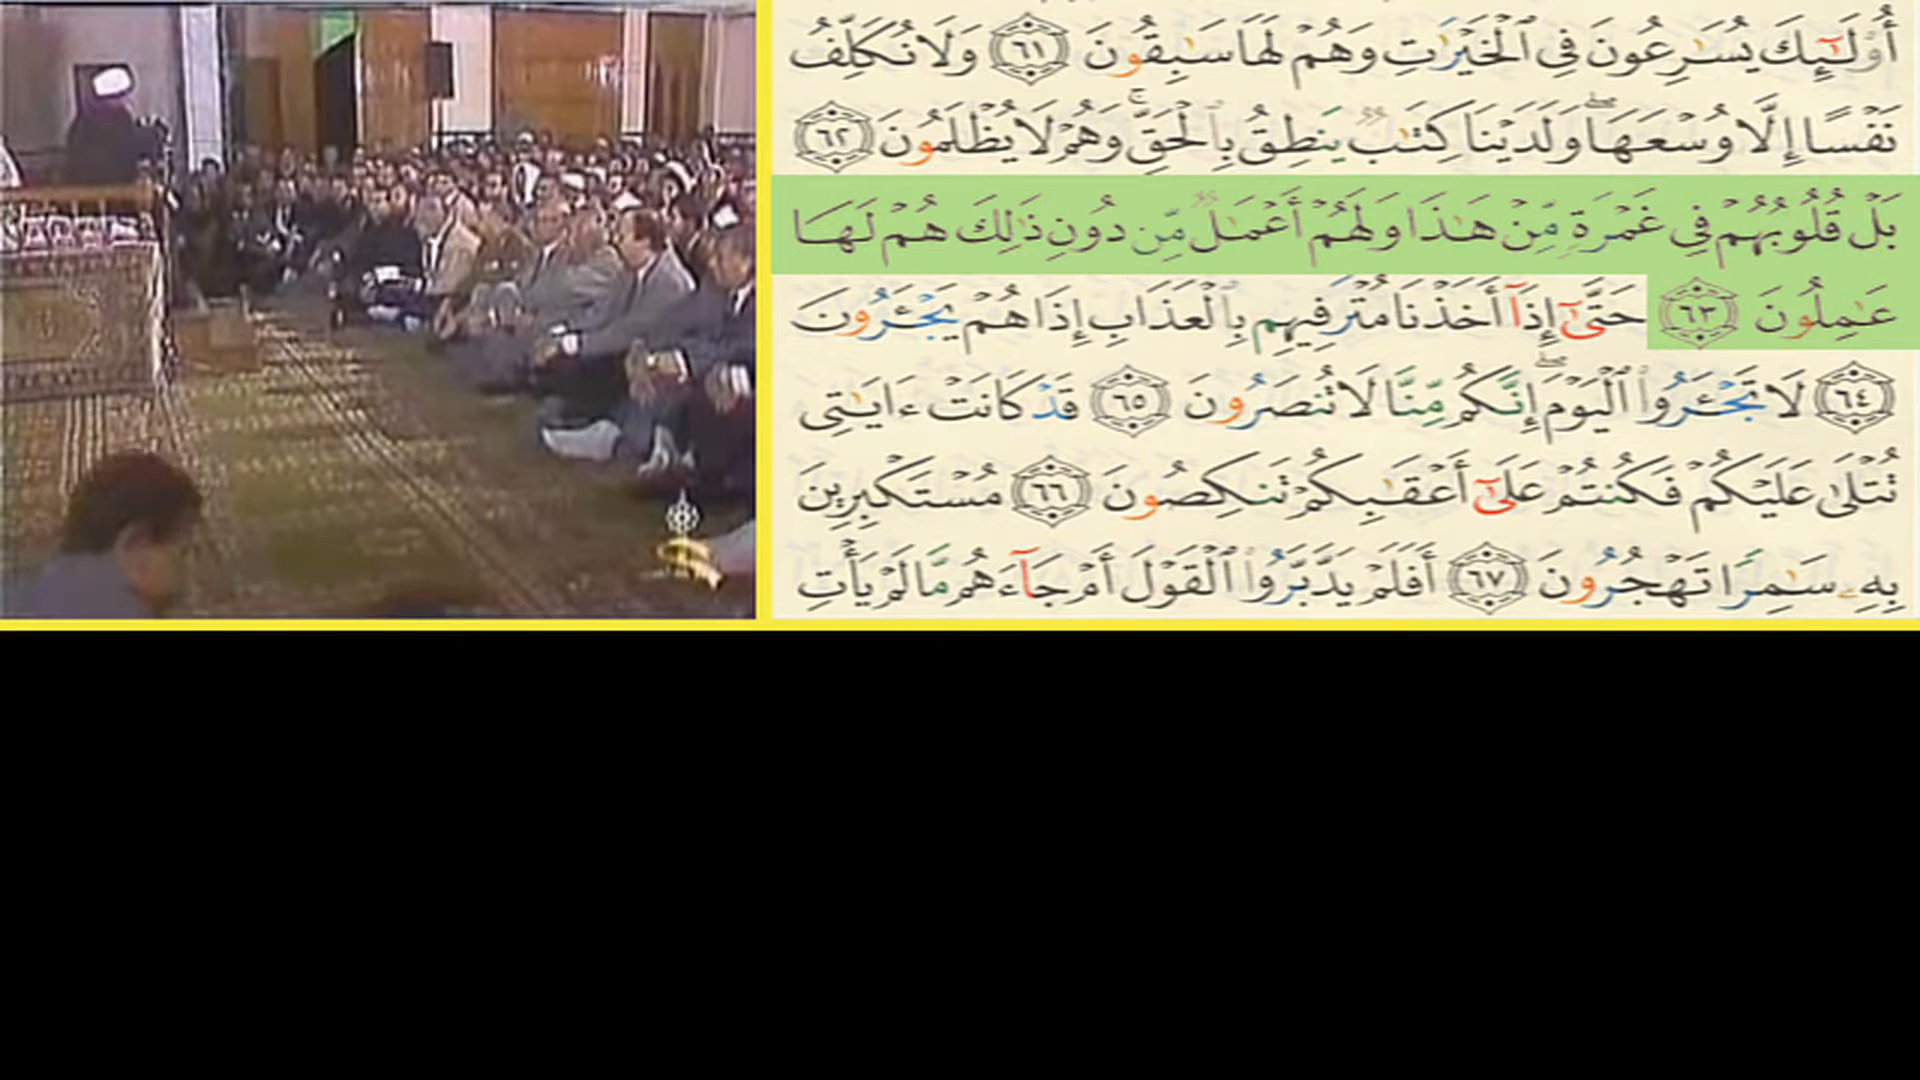 أُو۟لَـٰٓئِكَ يُسَـٰرِعُونَ فِى ٱلْخَيْرَٰتِ وَهُمْ لَهَا سَـٰبِقُونَ ٦١ وَلَا نُكَلِّفُ
نَفْسًا إِلَّا وُسْعَهَا ۖ وَلَدَيْنَا كِتَـٰبٌ يَنطِقُ بِٱلْحَقِّ ۚ وَهُمْ لَا يُظْلَمُونَ ٦٢
بَلْ قُلُوبُهُمْ فِى غَمْرَةٍ مِّنْ هَـٰذَا وَلَهُمْ أَعْمَـٰلٌ مِّن دُونِ ذَٰلِكَ هُمْ لَهَا
عَـٰمِلُونَ ٦٣ حَتَّىٰٓ إِذَآ أَخَذْنَا مُتْرَفِيهِم بِٱلْعَذَابِ إِذَا هُمْ يَجْـَٔرُونَ
٦٤ لَا تَجْـَٔرُوا۟ ٱلْيَوْمَ ۖ إِنَّكُم مِّنَّا لَا تُنصَرُونَ ٦٥ قَدْ كَانَتْ ءَايَـٰتِى
تُتْلَىٰ عَلَيْكُمْ فَكُنتُمْ عَلَىٰٓ أَعْقَـٰبِكُمْ تَنكِصُونَ ٦٦ مُسْتَكْبِرِينَ
بِهِۦ سَـٰمِرًا تَهْجُرُونَ ٦٧ أَفَلَمْ يَدَّبَّرُوا۟ ٱلْقَوْلَ أَمْ جَآءَهُم مَّا لَمْ يَأْتِ